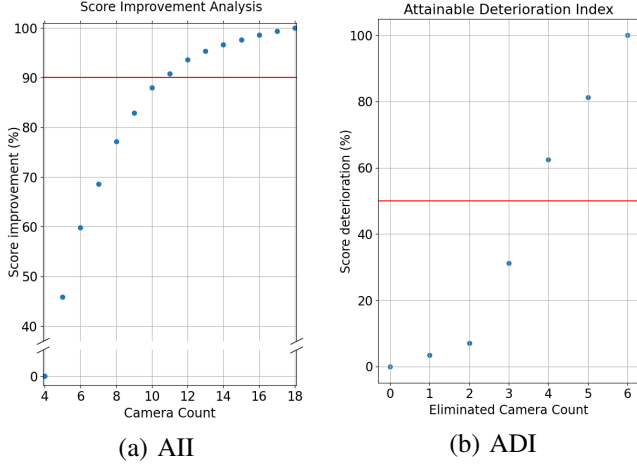 Score Improvement Analysis
Score improvement (%)
100
90
80
70
60
50
40
0
4 6 8 10 12 14 16 18
Camera Count
(a) AII
Attainable Deterioration Index
Score deterioration (%)
100
80
60
40
20
0
0 1 2 3 4 5 6
Eliminated Camera Count
(b) ADI